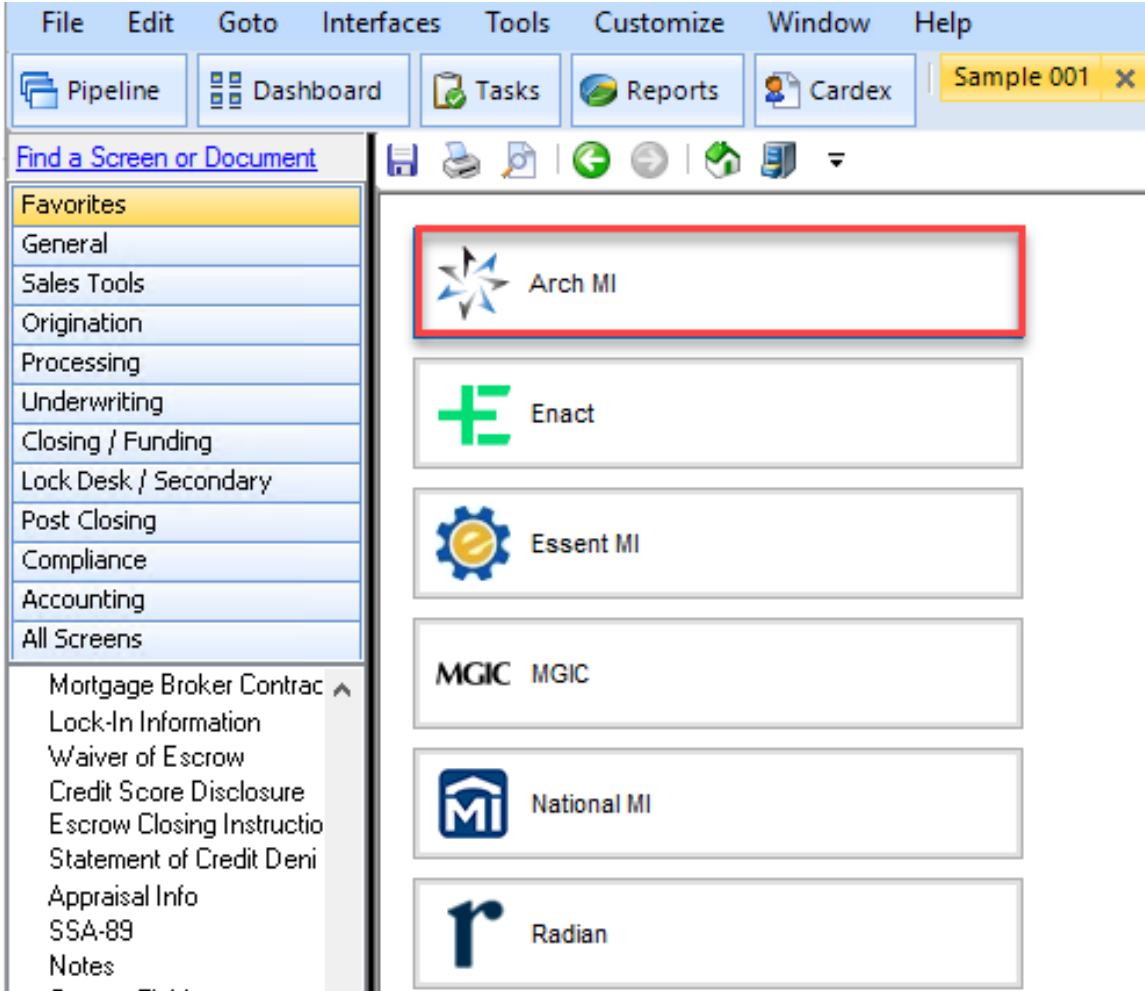 File Edit Goto Interfaces Tools Customize Window Help
Pipeline Dashboard Tasks Reports Cardex Sample 001
Find a Screen or Document
Favorites
General
Sales Tools
Origination
Processing
Underwriting
Closing / Funding
Lock Desk / Secondary
Post Closing
Compliance
Accounting
All Screens
Mortgage Broker Contrac
Lock-In Information
Waiver of Escrow
Credit Score Disclosure
Escrow Closing Instructio
Statement of Credit Deni
Appraisal Info
SSA-89
Notes
Arch MI
Enact
e Essent MI
MGIC MGIC
MI National MI
r Radian